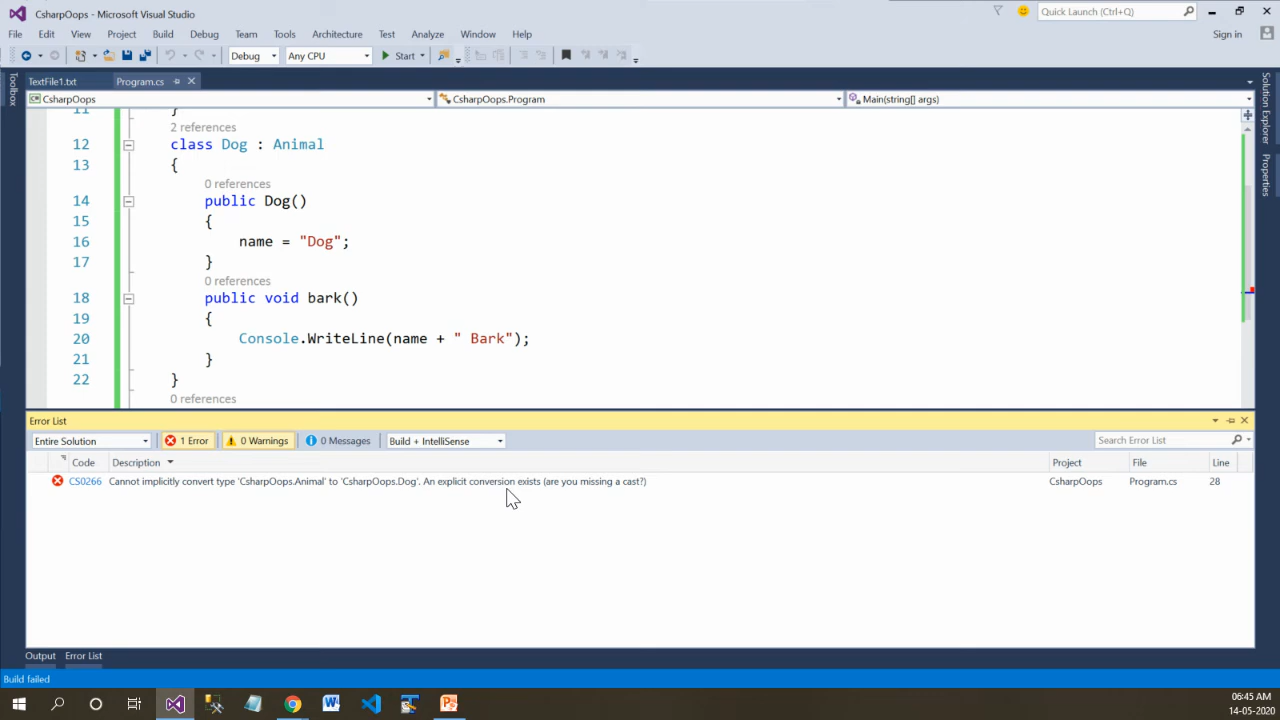 CsharpOops - Microsoft Visual Studio
Quick Launch (Ctrl+Q)
File Edit View Project Build Debug Team Tools Architecture Test Analyze Window Help
Sign in
Debug Any CPU Start
Toolbox
TextFile1.txt Program.cs
CsharpOops CsharpOops.Program Main(string[] args)
11 }
2 references
12 class Dog : Animal
13 {
0 references
14 public Dog()
15 {
16 name = "Dog";
17 }
0 references
18 public void bark()
19 {
20 Console.WriteLine(name + " Bark");
21 }
22 }
0 references
Solution Explorer
Properties
Error List
Entire Solution 1 Error 0 Warnings 0 Messages Build + IntelliSense Search Error List
Code Description Project File Line
CS0266 Cannot implicitly convert type 'CsharpOops.Animal' to 'CsharpOops.Dog'. An explicit conversion exists (are you missing a cast?) CsharpOops Program.cs 28
Output Error List
Build failed
06:45 AM
14-05-2020